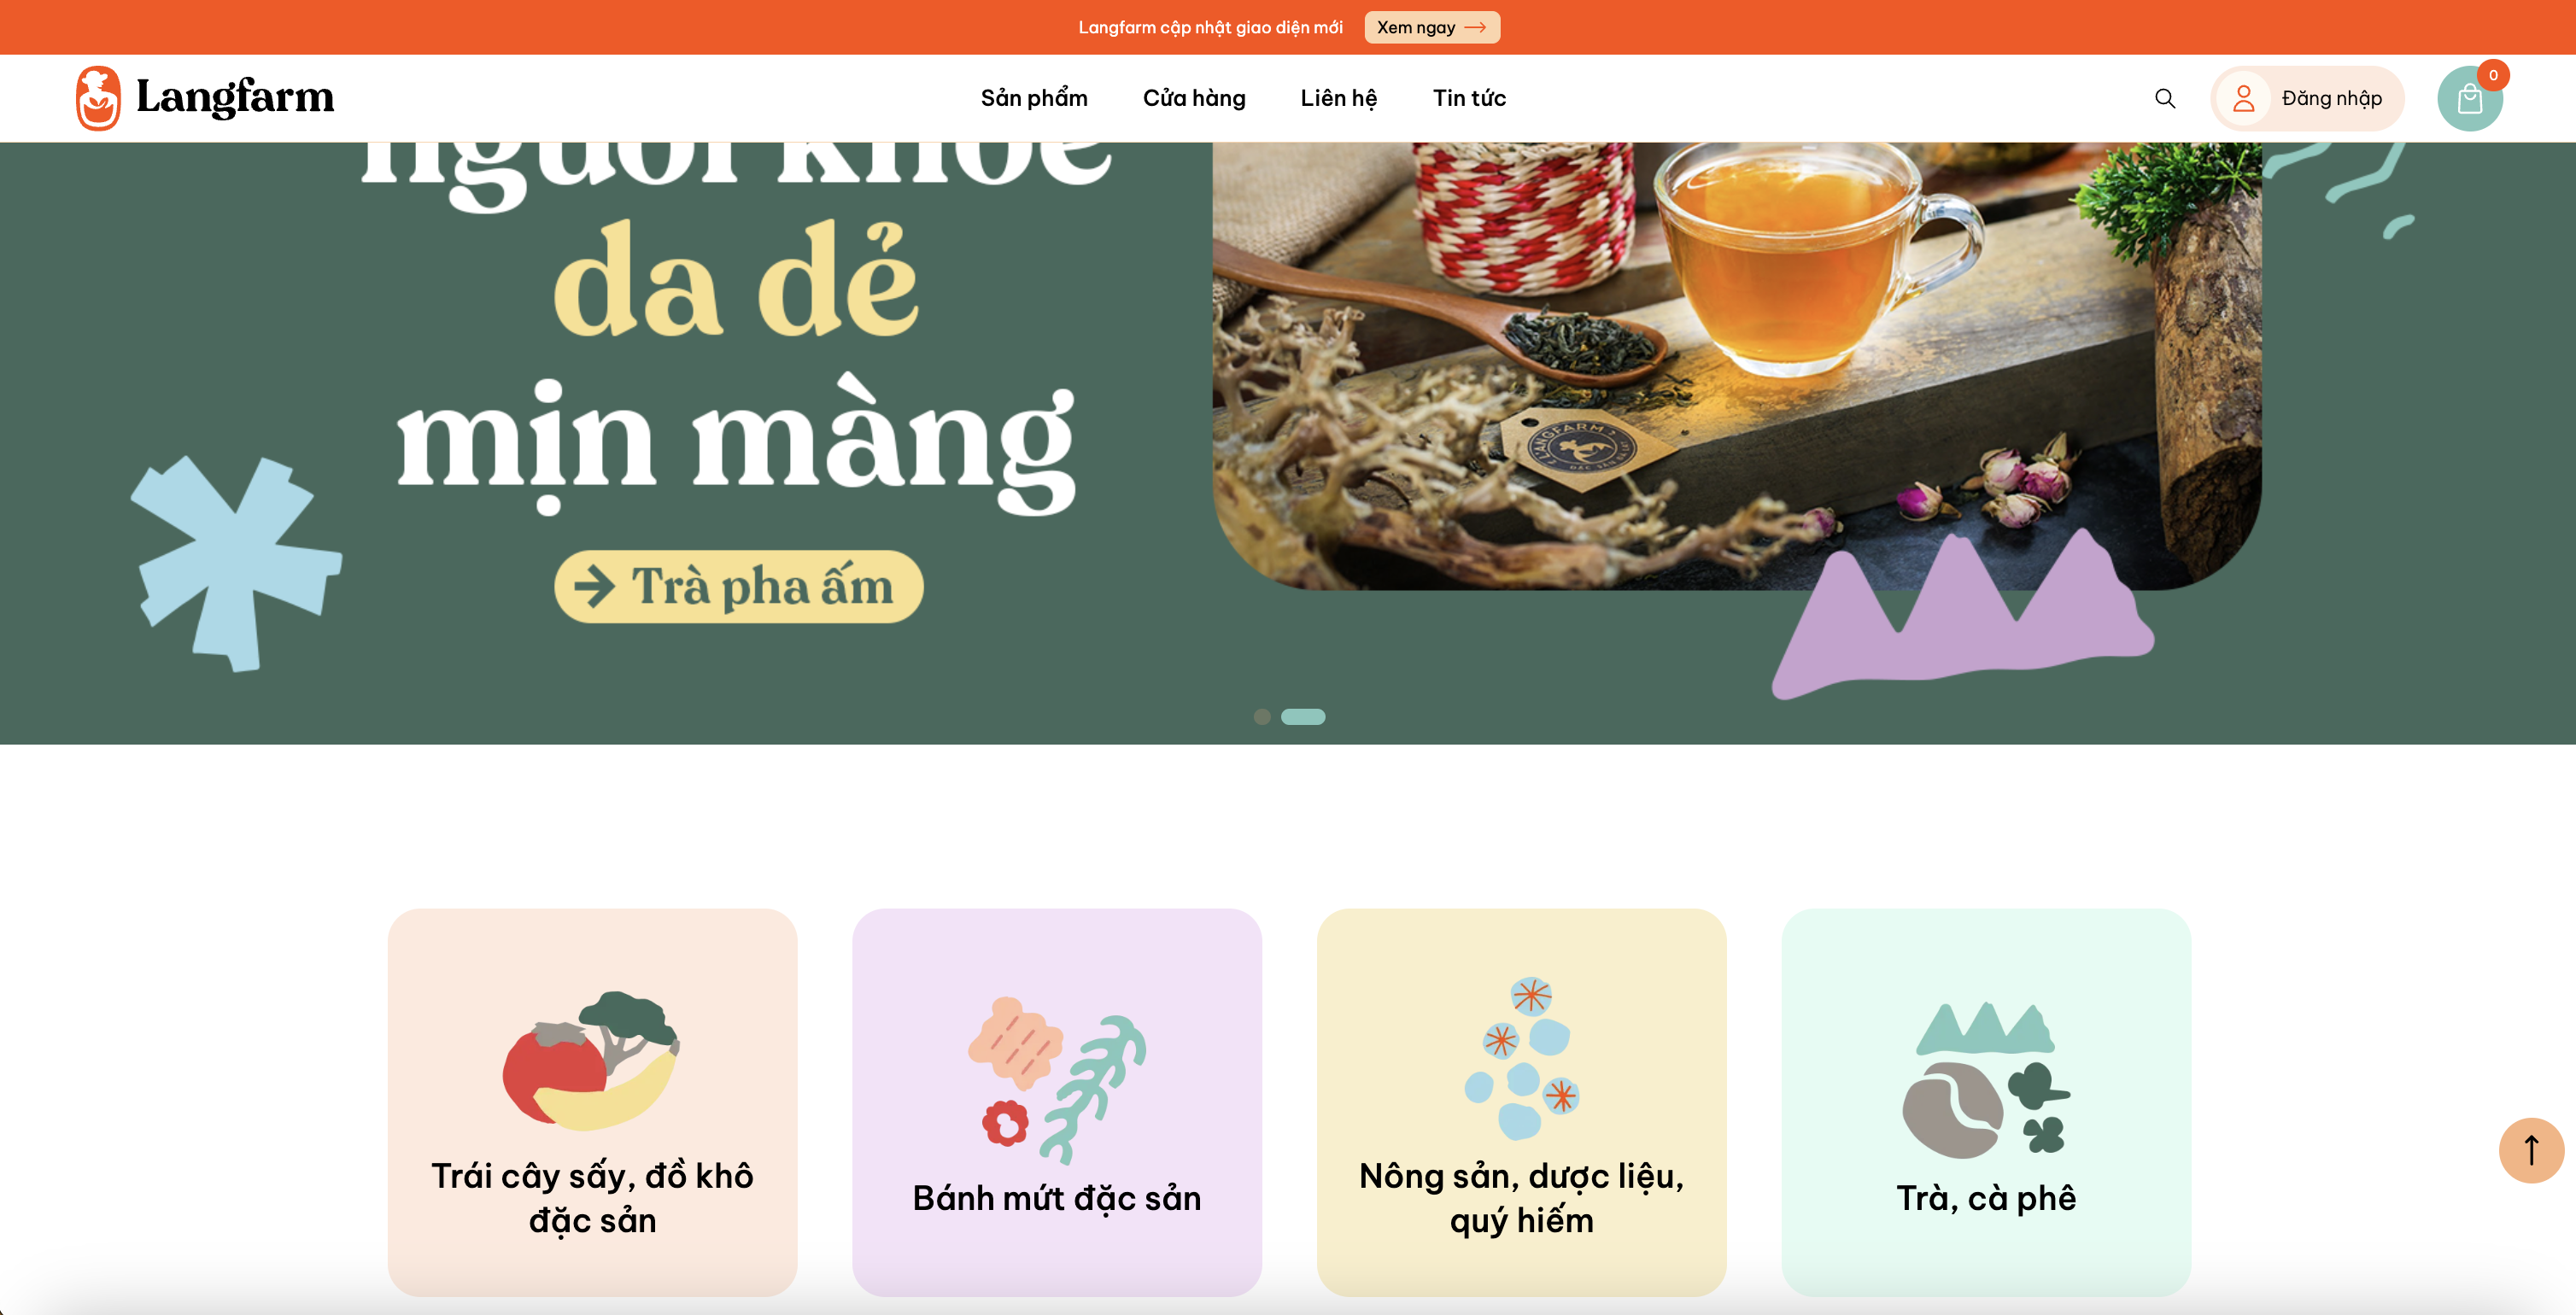 Langfarm cập nhật giao diện mới
Xem ngay
Langfarm
Sản phẩm
Cửa hàng
Liên hệ
Tin tức
Đăng nhập
0
da dẻ
mịn màng
LANGFARM
Trà pha ấm
Trái cây sấy, đồ khô
đặc sản
Bánh mứt đặc sản
Nông sản, dược liệu,
quý hiếm
Trà, cà phê